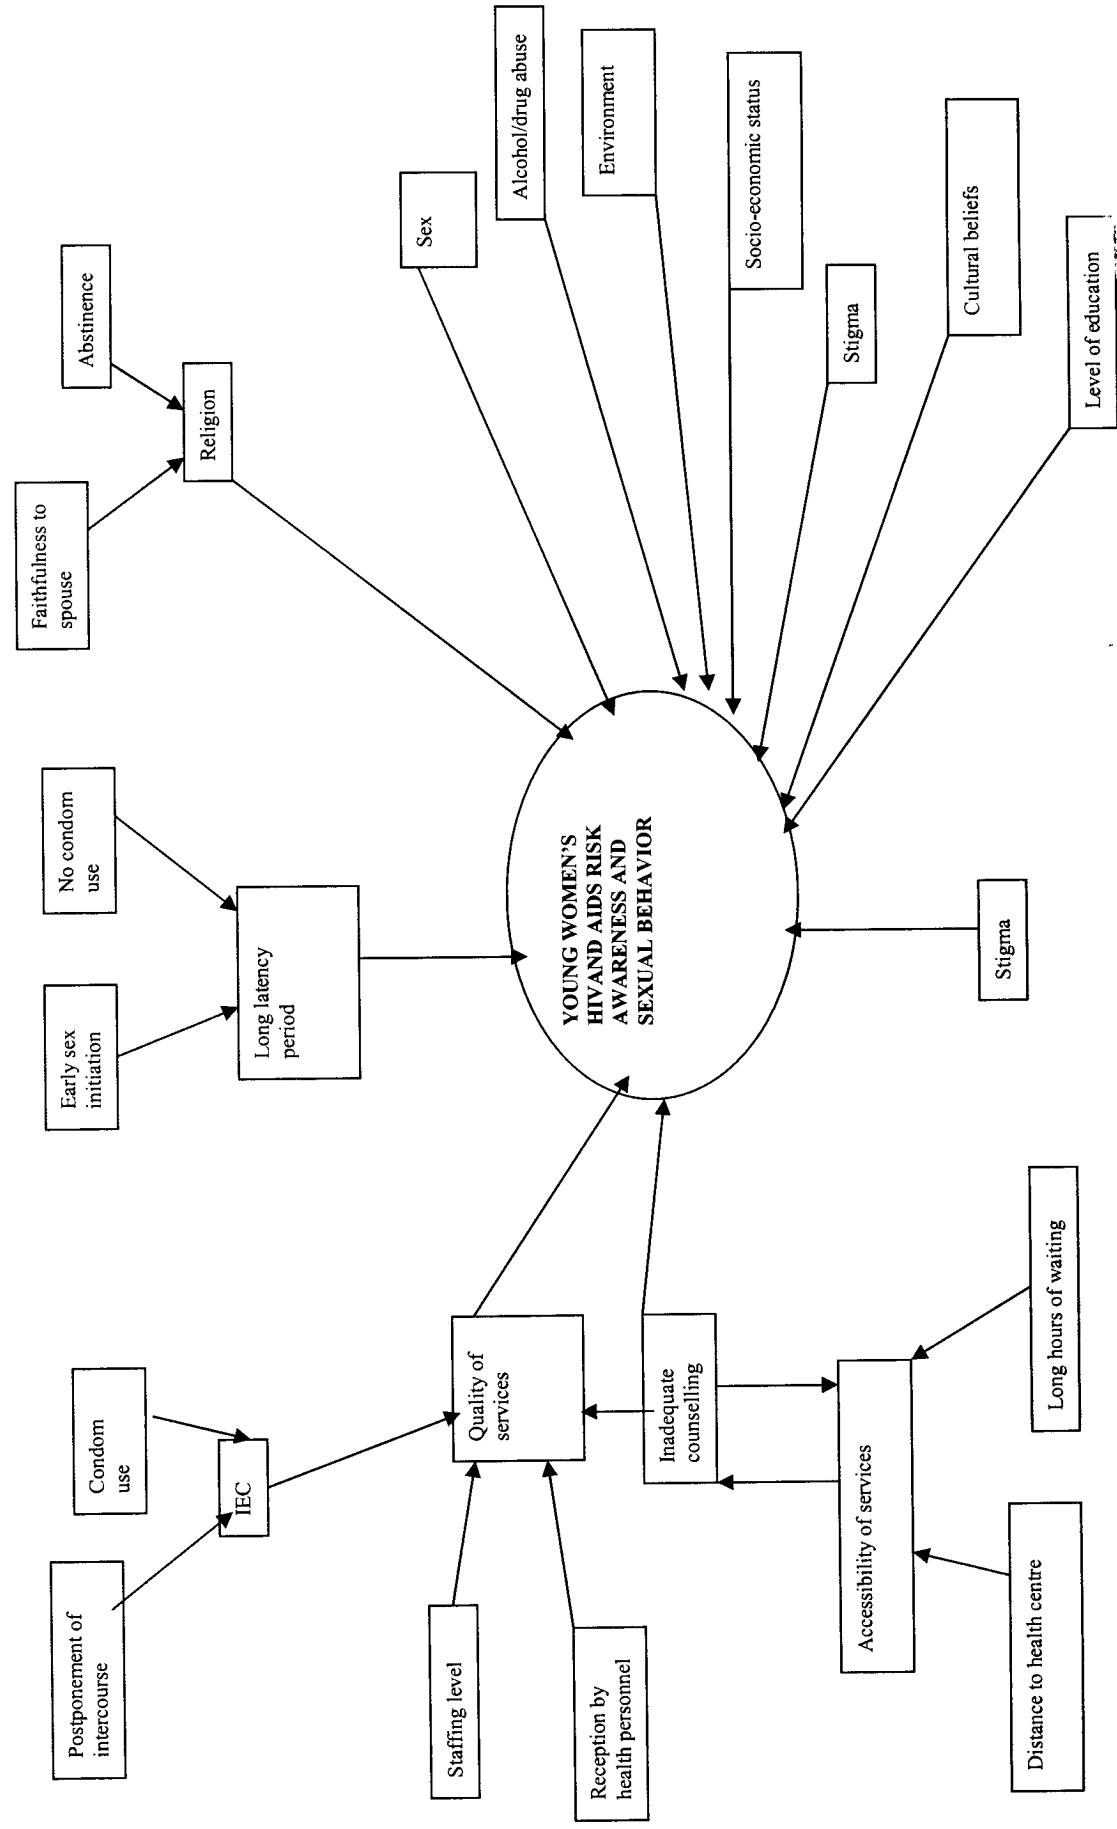 Postponement of
intercourse
Condom
use
Early sex
initiation
No condom
use
Faithfulness to
spouse
Abstinence
IEC
Long latency
period
Religion
Sex
Staffing level
Quality of
services
Alcohol/drug abuse
Reception by
health personnel
Environment
YOUNG WOMEN'S
HIVAND AIDS RISK
AWARENESS AND
SEXUAL BEHAVIOR
Inadequate
counselling
Socio-economic status
Stigma
Accessibility of services
Cultural beliefs
Stigma
Distance to health centre
Long hours of waiting
Level of education